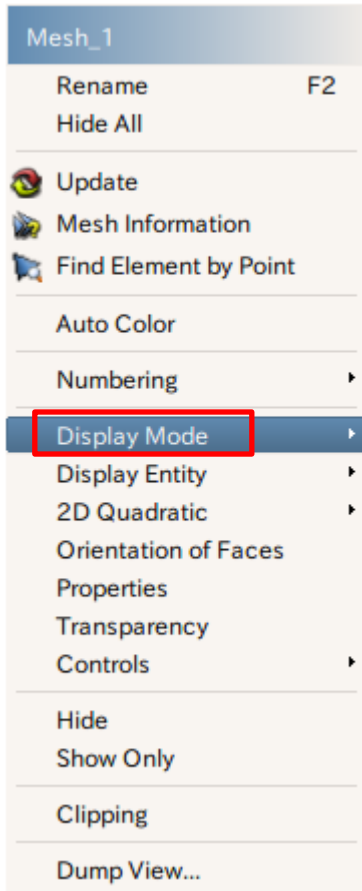 Mesh_1
Rename F2
Hide All
Update
Mesh Information
Find Element by Point
Auto Color
Numbering
Display Mode
Display Entity
2D Quadratic
Orientation of Faces
Properties
Transparency
Controls
Hide
Show Only
Clipping
Dump View...